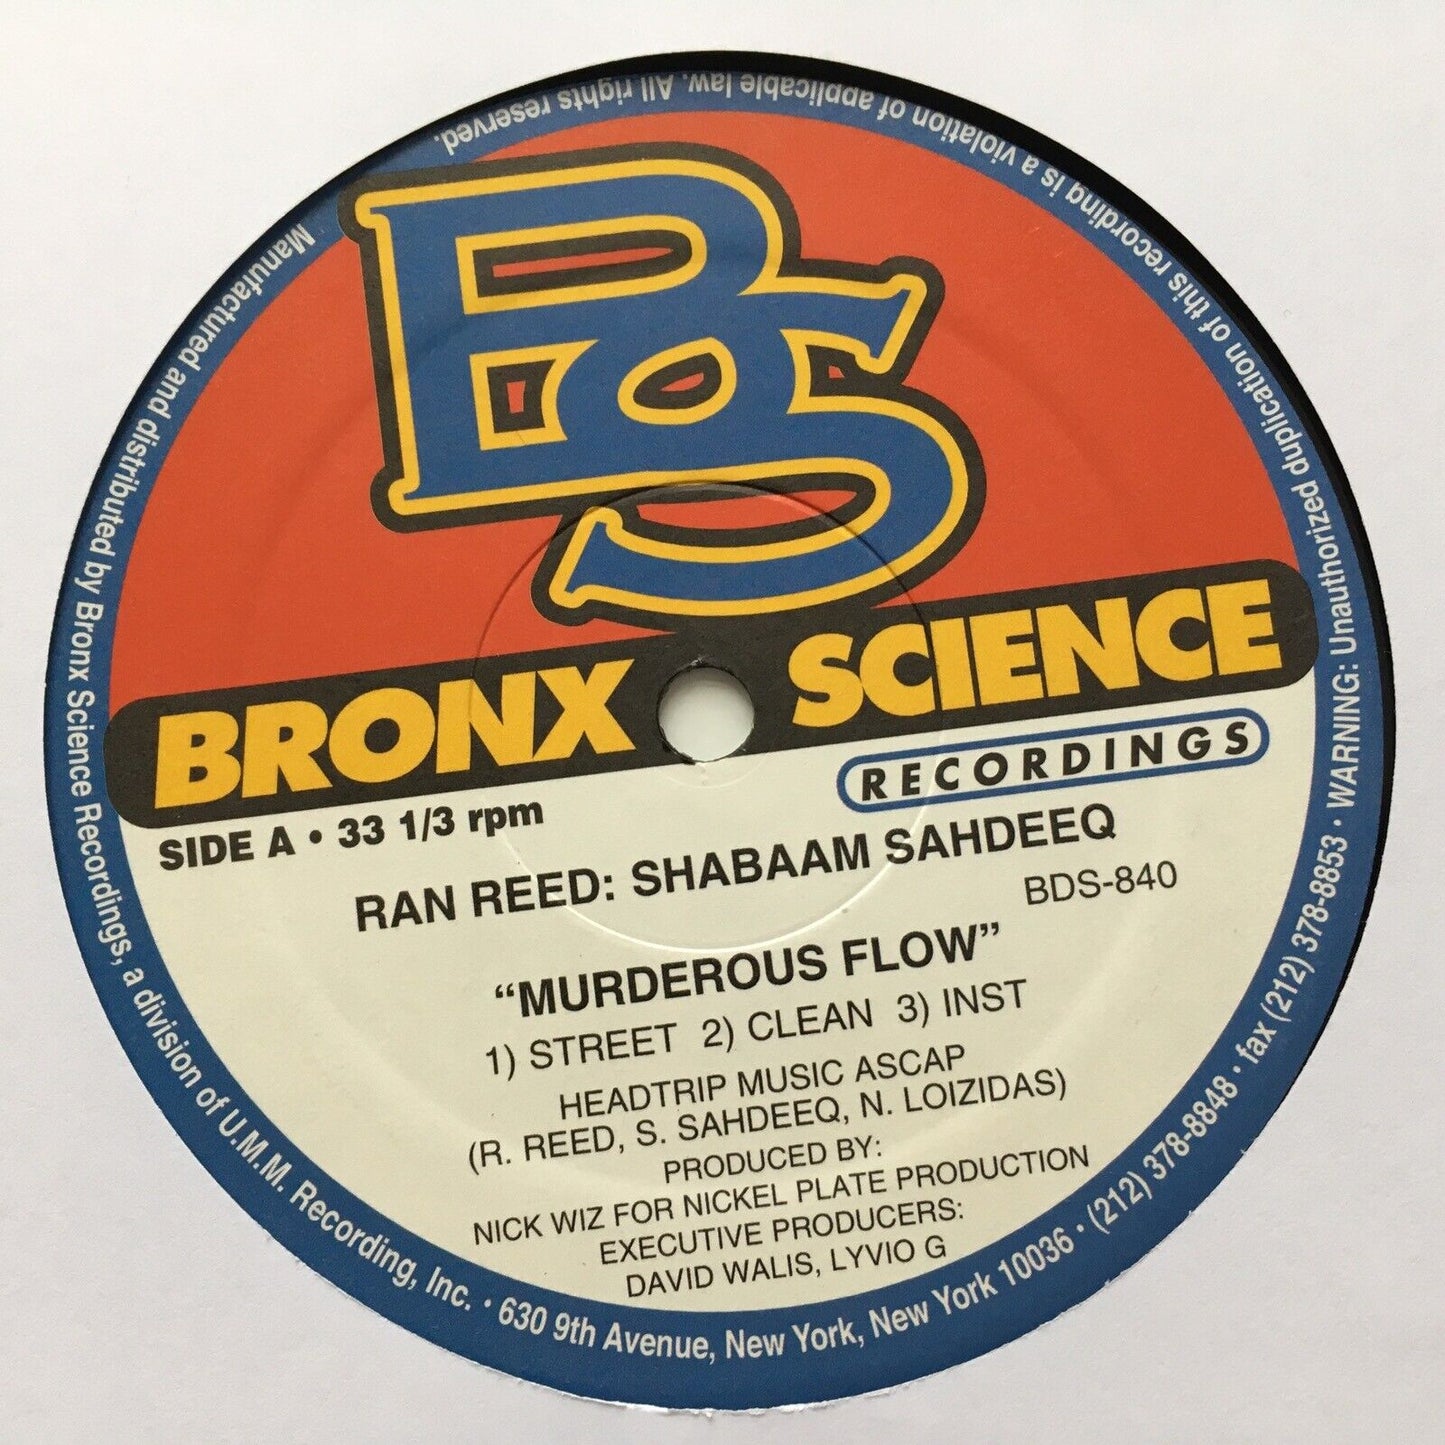 BS
BRONX SCIENCE
RECORDINGS
SIDE A • 33 1/3 rpm
RAN REED: SHABAAM SAHDEEQ
BDS-840
“MURDEROUS FLOW”
1) STREET 2) CLEAN 3) INST
HEADTRIP MUSIC ASCAP
(R. REED, S. SAHDEEQ, N. LOIZIDAS)
PRODUCED BY:
NICK WIZ FOR NICKEL PLATE PRODUCTION
EXECUTIVE PRODUCERS:
DAVID WALIS, LYVIO G
Manufactured and distributed by Bronx Science Recordings, a division of U.M.M. Recording, Inc. • 630 9th Avenue, New York, New York 10036 • (212) 378-8848 • fax (212) 378-8853 • WARNING: Unauthorized duplication of this recording is a violation of applicable law. All rights reserved.